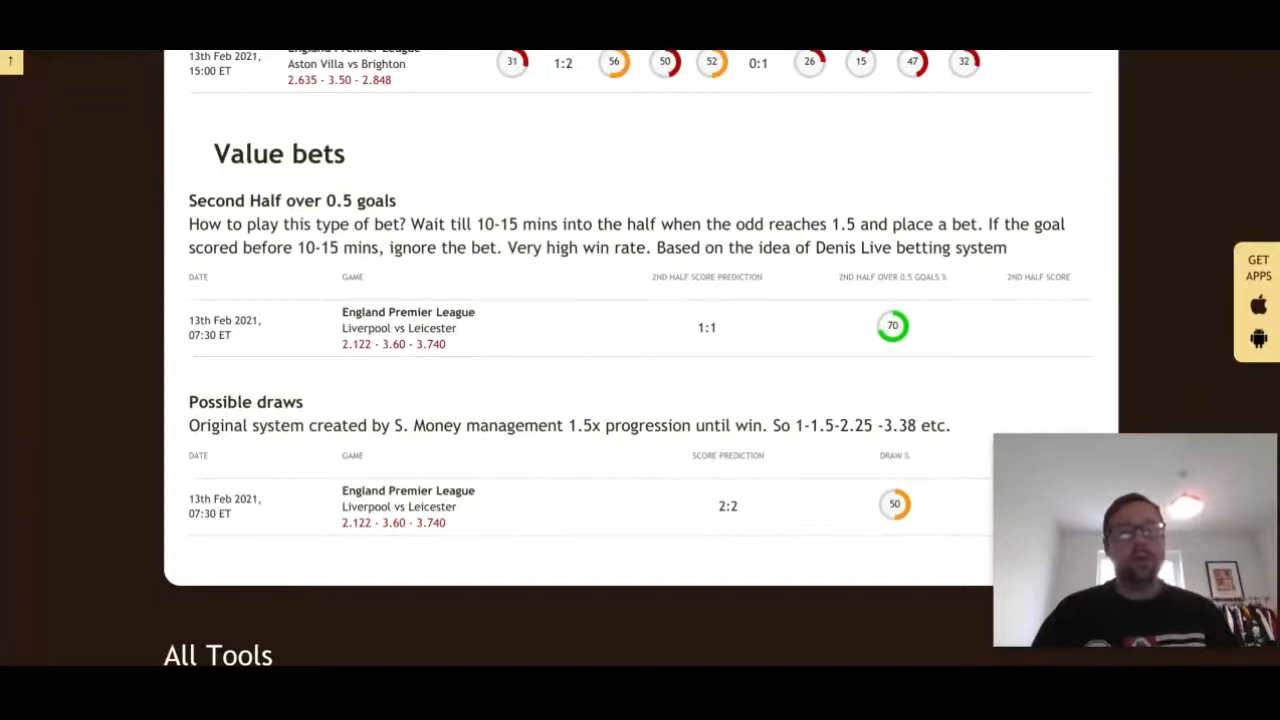 ↑
England Premier League
13th Feb 2021,
15:00 ET
Aston Villa vs Brighton
2.635 - 3.50 - 2.848
31 1:2 56 50 52 0:1 26 15 47 32
Value bets
Second Half over 0.5 goals
How to play this type of bet? Wait till 10-15 mins into the half when the odd reaches 1.5 and place a bet. If the goal
scored before 10-15 mins, ignore the bet. Very high win rate. Based on the idea of Denis Live betting system
DATE GAME 2ND HALF SCORE PREDICTION 2ND HALF OVER 0.5 GOALS % 2ND HALF SCORE
13th Feb 2021,
07:30 ET
England Premier League
Liverpool vs Leicester
2.122 - 3.60 - 3.740
1:1 70
Possible draws
Original system created by S. Money management 1.5x progression until win. So 1-1.5-2.25 -3.38 etc.
DATE GAME SCORE PREDICTION DRAW %
13th Feb 2021,
07:30 ET
England Premier League
Liverpool vs Leicester
2.122 - 3.60 - 3.740
2:2 50
All Tools
GET
APPS